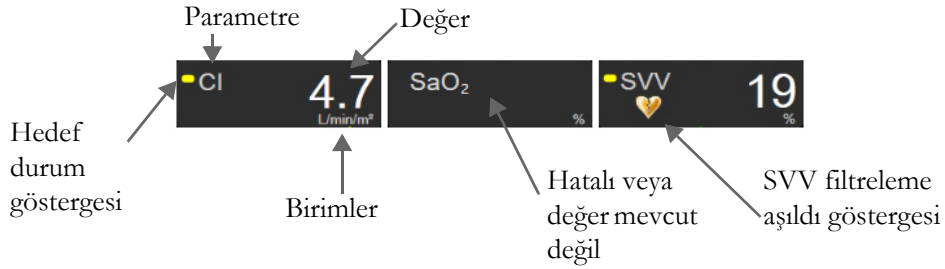 Parametre
Değer
CI
4.7
L/min/m²
SaO₂
%
SVV
19
%
Hedef
durum
göstergesi
Birimler
Hatalı veya
değer mevcut
değil
SVV filtreleme
aşıldı göstergesi